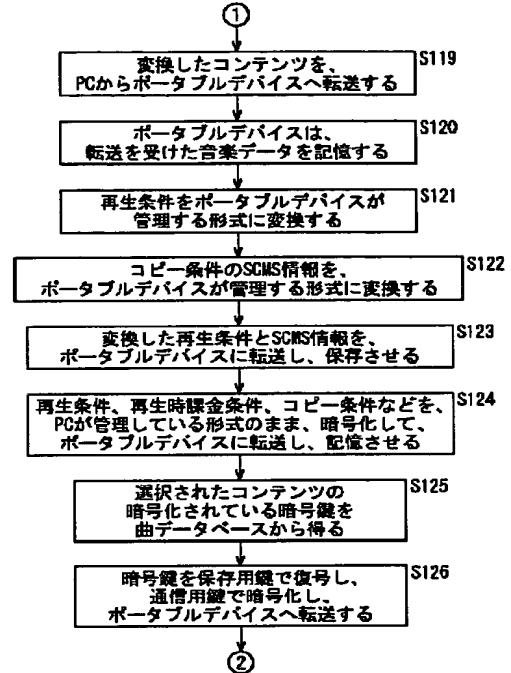 ①
変換したコンテンツを、
PCからポータブルデバイスへ転送する
S119
ポータブルデバイスは、
転送を受けた音楽データを記憶する
S120
再生条件をポータブルデバイスが
管理する形式に変換する
S121
コピー条件のSCMS情報を、
ポータブルデバイスが管理する形式に変換する
S122
変換した再生条件とSCMS情報を、
ポータブルデバイスに転送し、保存させる
S123
再生条件、再生時課金条件、コピー条件などを、
PCが管理している形式のまま、暗号化して、
ポータブルデバイスに転送し、記憶させる
S124
選択されたコンテンツの
暗号化されている暗号鍵を
曲データベースから得る
S125
暗号鍵を保存用鍵で復号し、
通信用鍵で暗号化し、
ポータブルデバイスへ転送する
S126
②